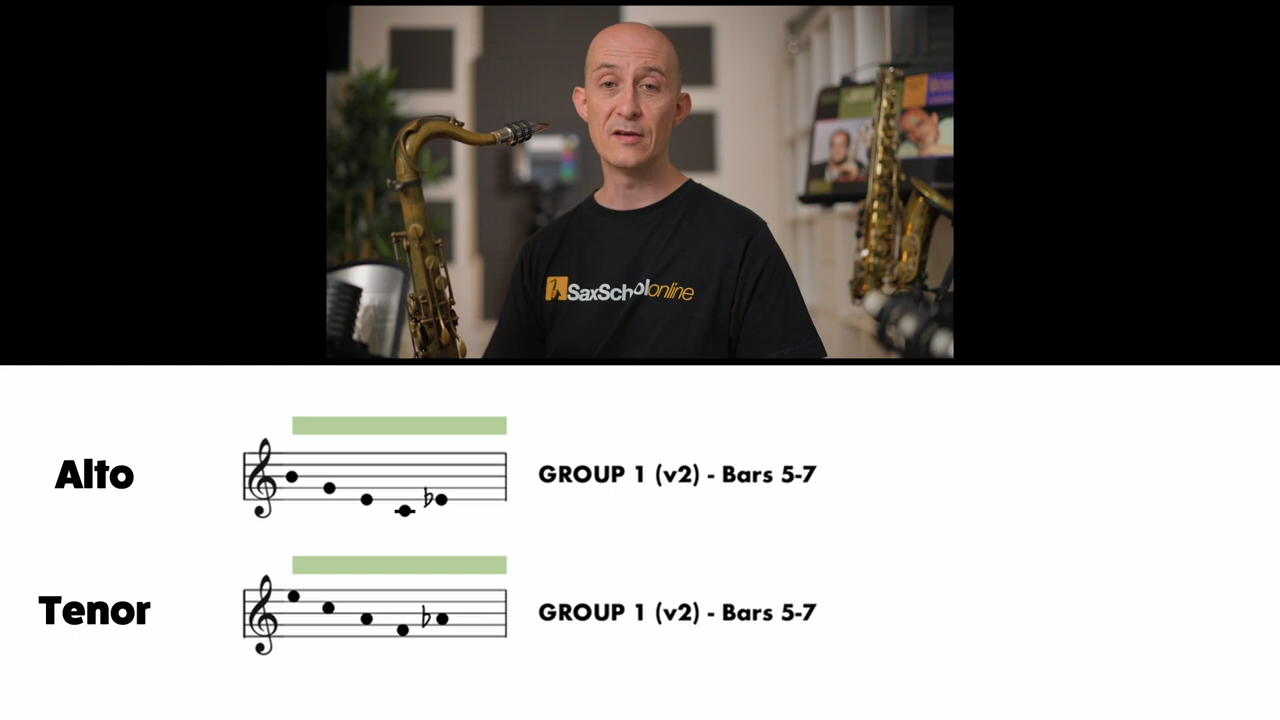 SaxSchoolonline
Alto
GROUP 1 (v2) - Bars 5-7
Tenor
GROUP 1 (v2) - Bars 5-7